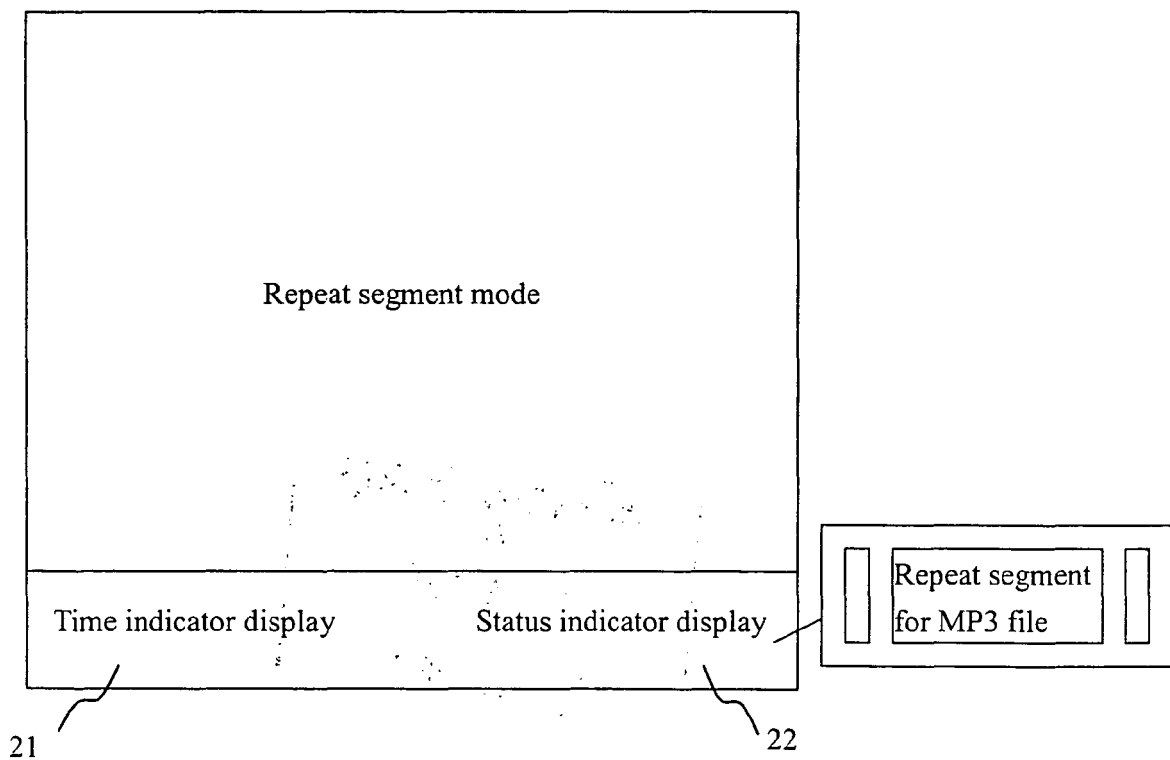 Repeat segment mode
Time indicator display
Status indicator display
Repeat segment
for MP3 file
21
22